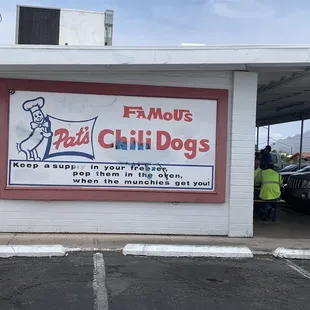 FAMOUS
Pat's
Chili Dogs
Keep a supply in your freezer,
pop them in the oven,
when the munchies get you!